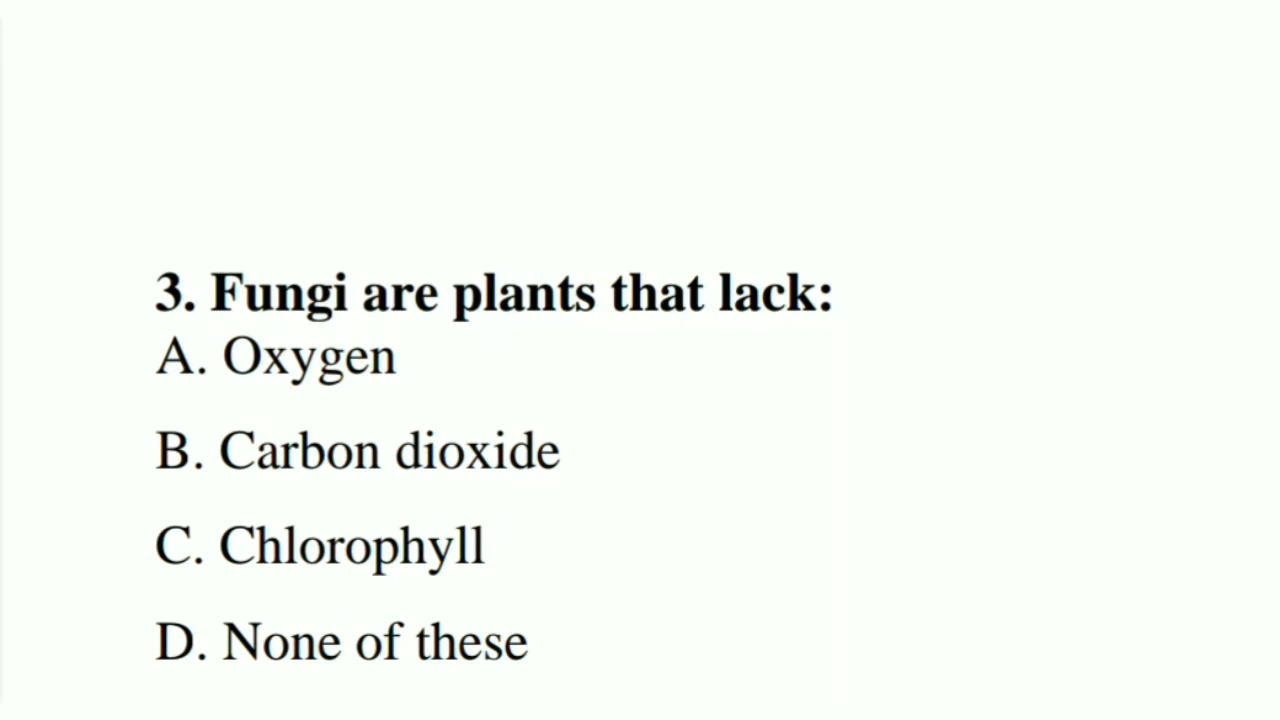 3. Fungi are plants that lack:
A. Oxygen
B. Carbon dioxide
C. Chlorophyll
D. None of these